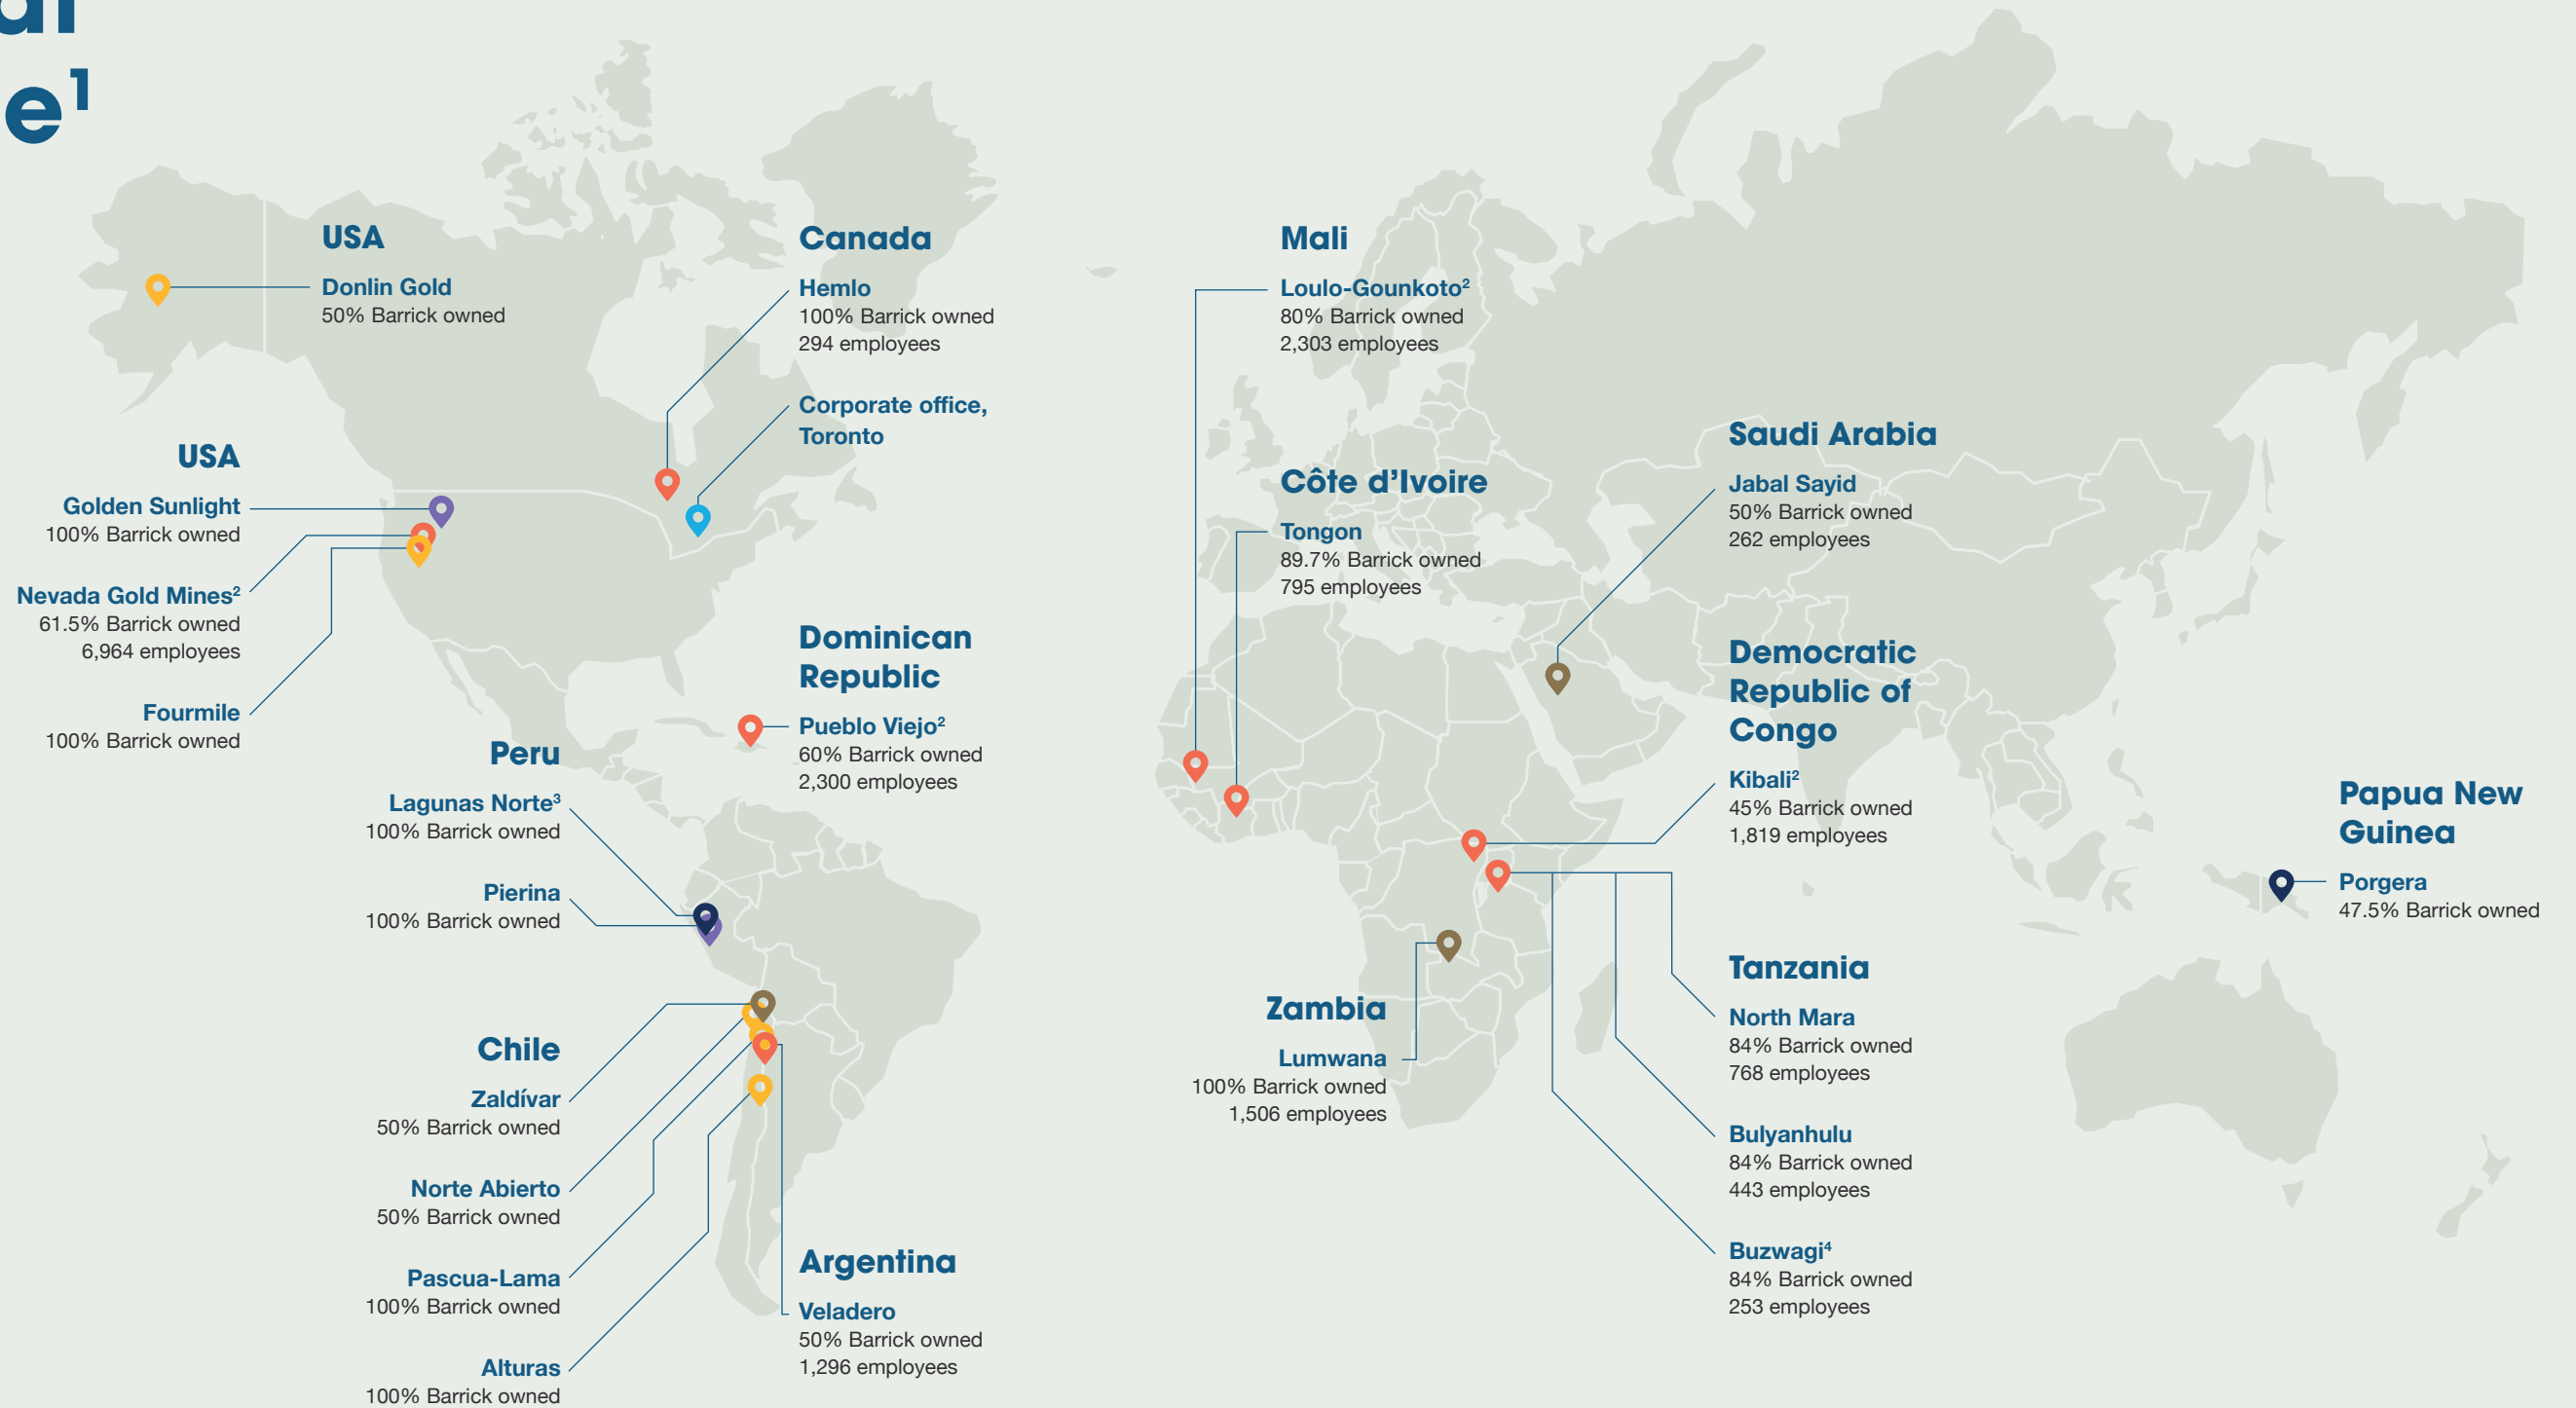 e¹
USA
Donlin Gold
50% Barrick owned
USA
Golden Sunlight
100% Barrick owned
Nevada Gold Mines²
61.5% Barrick owned
6,964 employees
Fourmile
100% Barrick owned
Canada
Hemlo
100% Barrick owned
294 employees
Corporate office,
Toronto
Dominican
Republic
Pueblo Viejo²
60% Barrick owned
2,300 employees
Peru
Lagunas Norte³
100% Barrick owned
Pierina
100% Barrick owned
Chile
Zaldívar
50% Barrick owned
Norte Abierto
50% Barrick owned
Pascua-Lama
100% Barrick owned
Alturas
100% Barrick owned
Argentina
Veladero
50% Barrick owned
1,296 employees
Mali
Loulo-Gounkoto²
80% Barrick owned
2,303 employees
Côte d’Ivoire
Tongon
89.7% Barrick owned
795 employees
Saudi Arabia
Jabal Sayid
50% Barrick owned
262 employees
Democratic
Republic of
Congo
Kibali²
45% Barrick owned
1,819 employees
Zambia
Lumwana
100% Barrick owned
1,506 employees
Tanzania
North Mara
84% Barrick owned
768 employees
Bulyanhulu
84% Barrick owned
443 employees
Buzwagi⁴
84% Barrick owned
253 employees
Papua New
Guinea
Porgera
47.5% Barrick owned